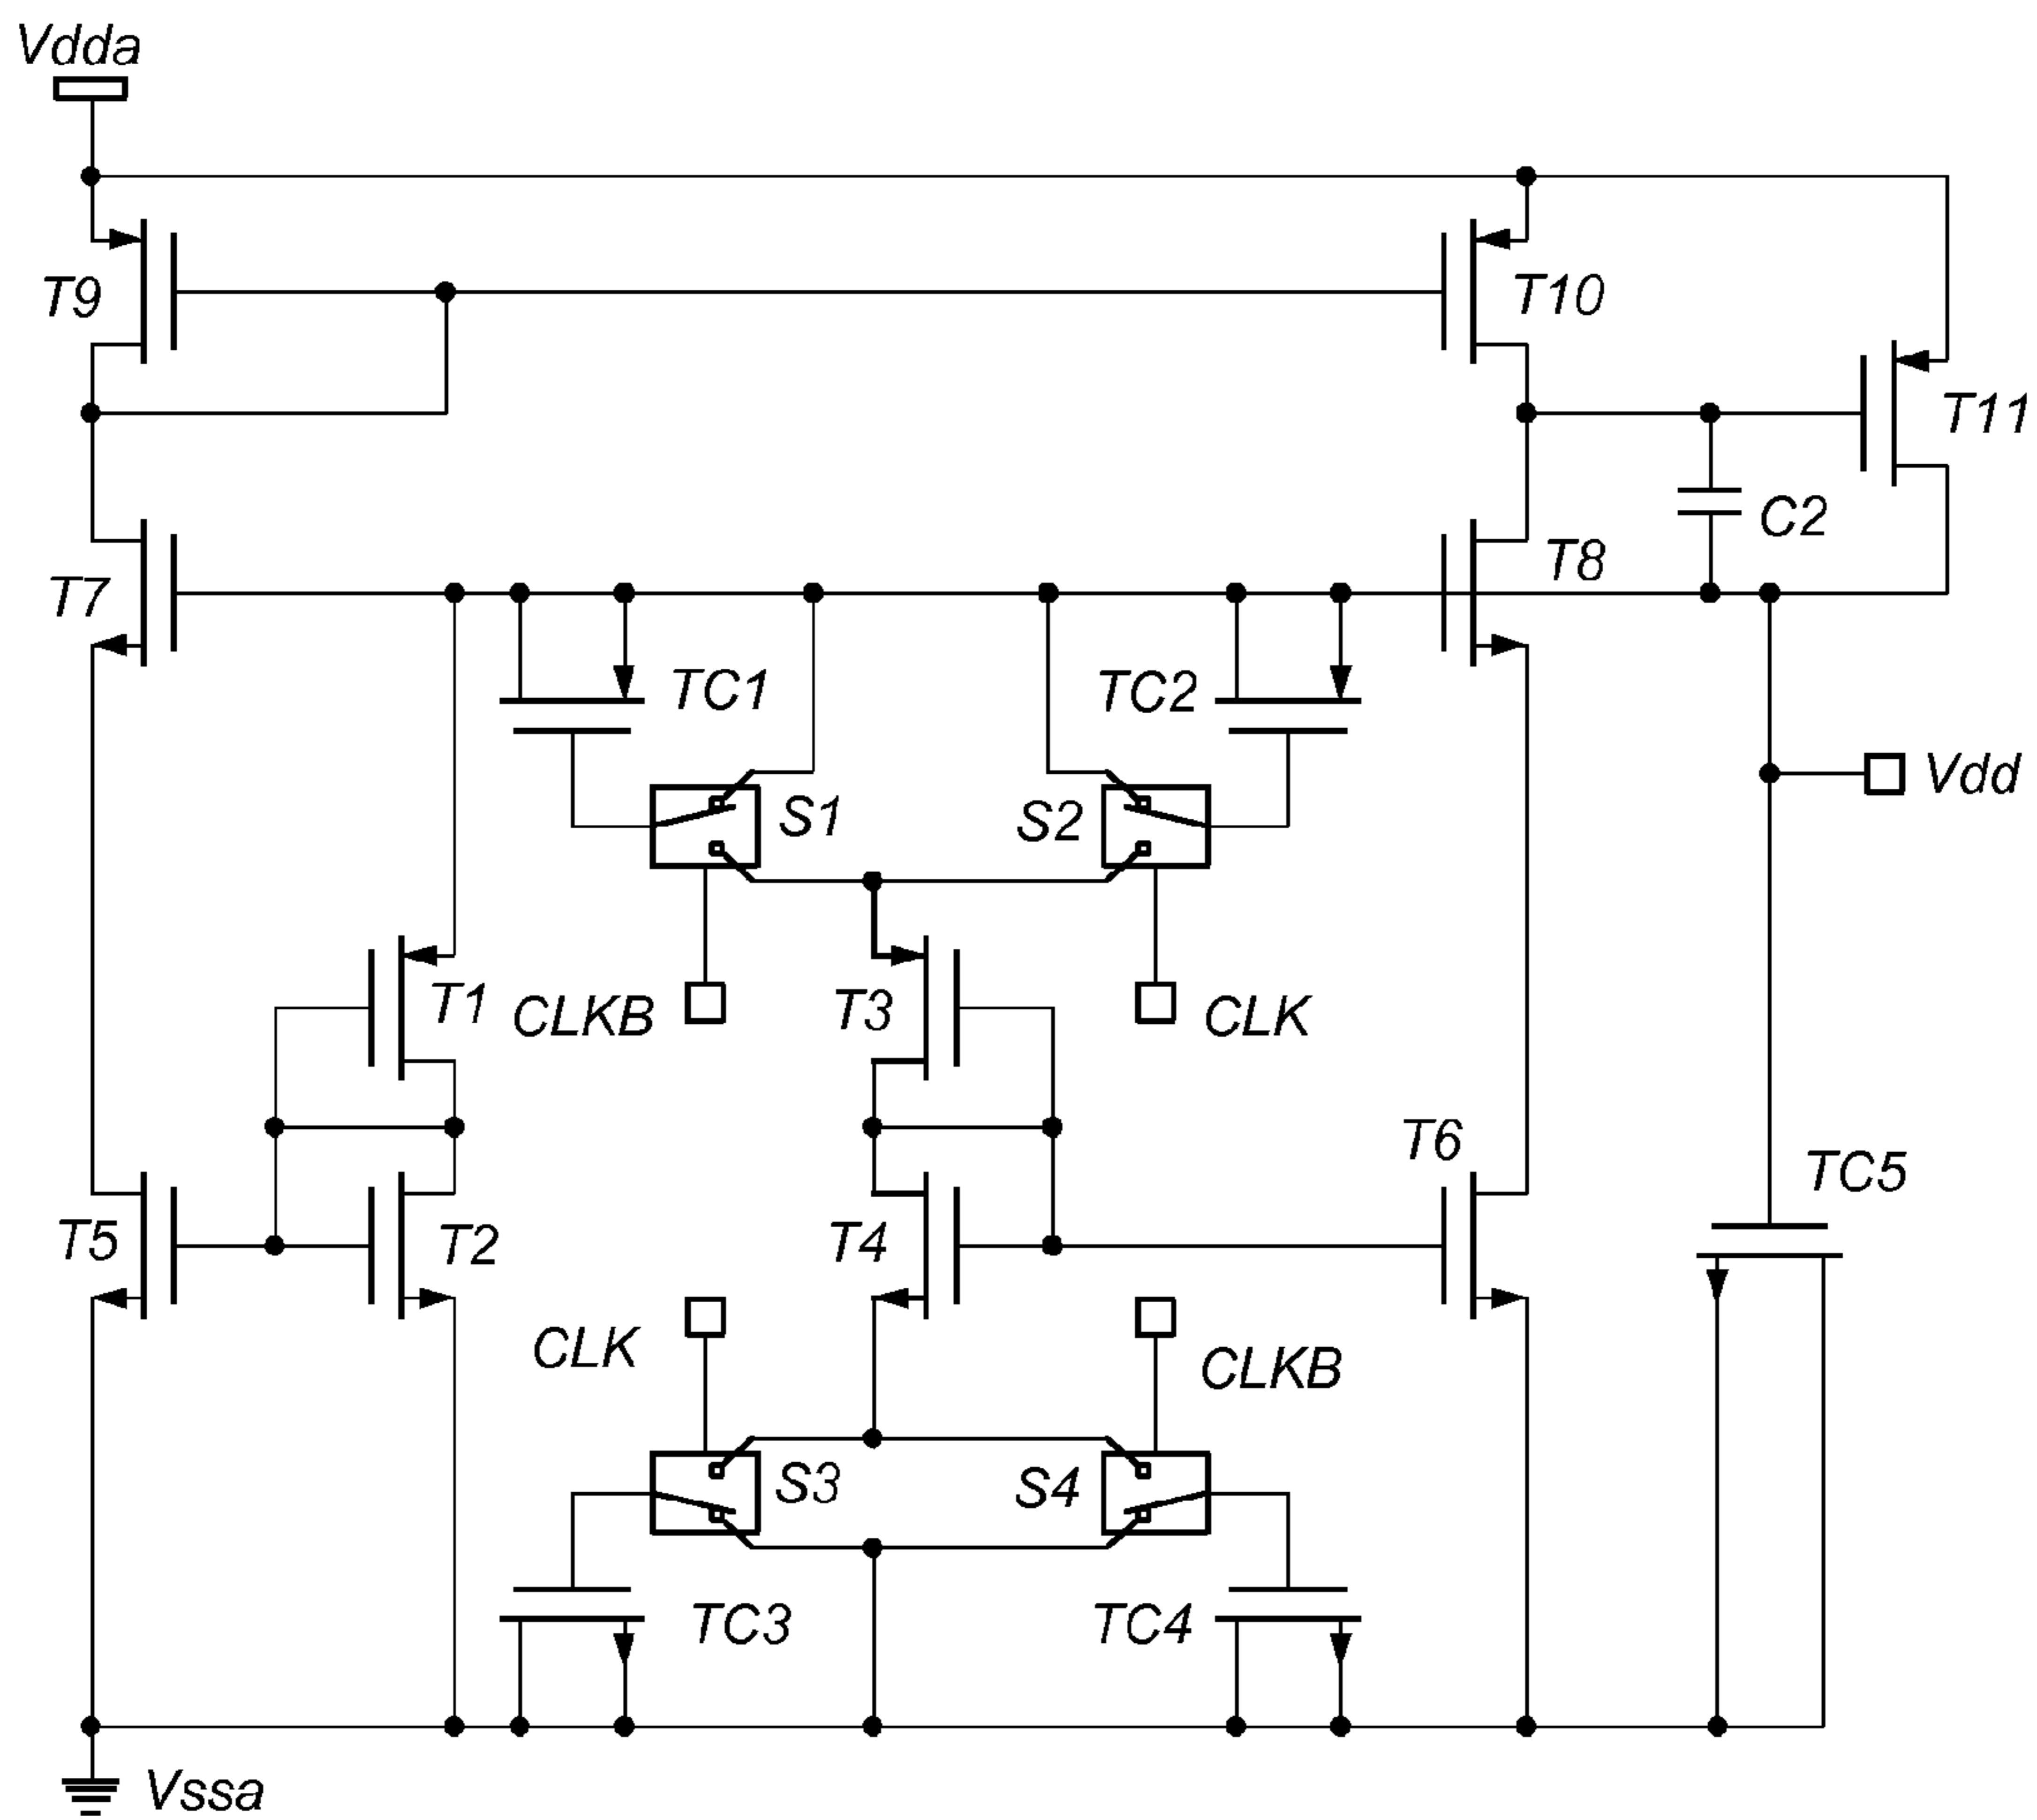 Vdda
T9
T10
T11
C2
T7
T8
TC1
TC2
Vdd
S1
S2
T1
CLKB
T3
CLK
T6
TC5
T5
T2
T4
CLK
CLKB
S3
S4
TC3
TC4
Vssa